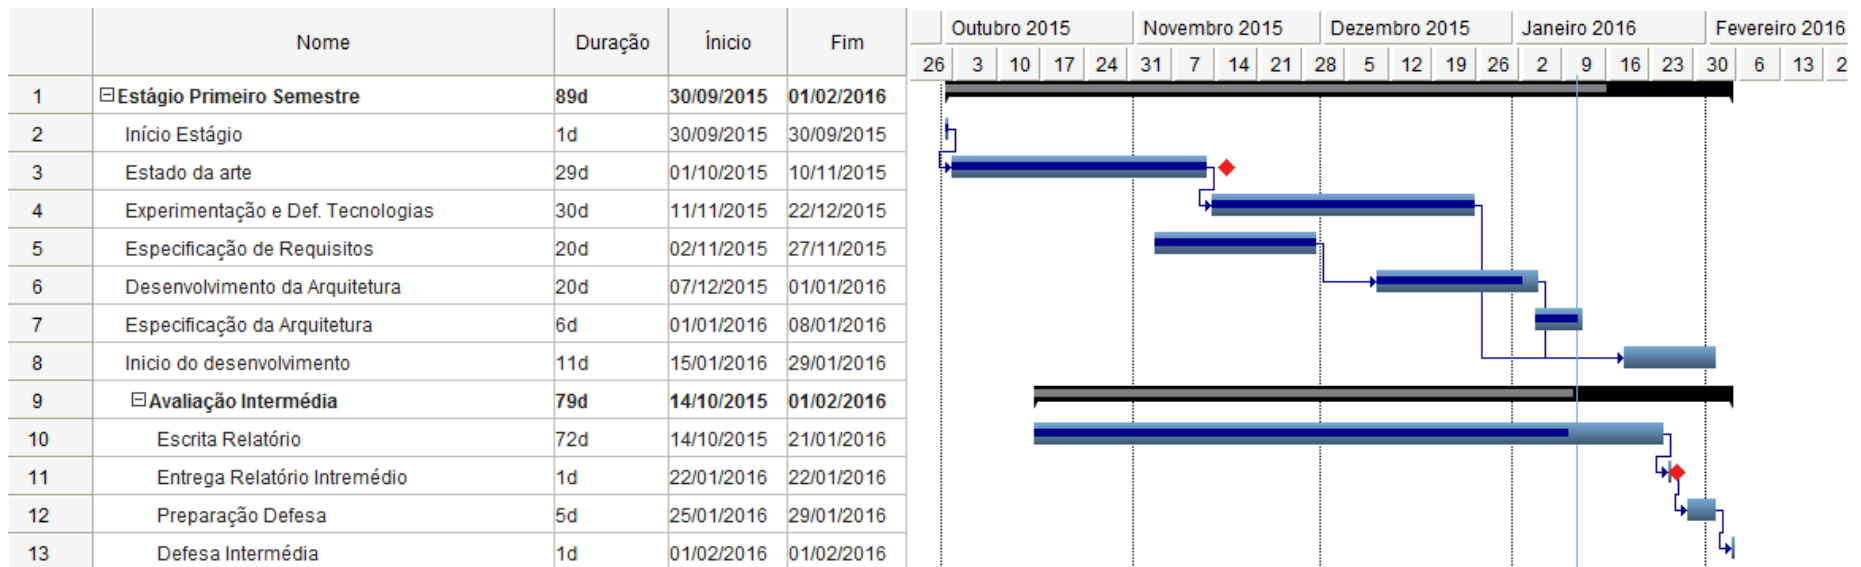 Nome Duração Ínicio Fim
Outubro 2015 Novembro 2015 Dezembro 2015 Janeiro 2016 Fevereiro 2016
26 3 10 17 24 31 7 14 21 28 5 12 19 26 2 9 16 23 30 6 13 2
1 Estágio Primeiro Semestre 89d 30/09/2015 01/02/2016
2 Início Estágio 1d 30/09/2015 30/09/2015
3 Estado da arte 29d 01/10/2015 10/11/2015
4 Experimentação e Def. Tecnologias 30d 11/11/2015 22/12/2015
5 Especificação de Requisitos 20d 02/11/2015 27/11/2015
6 Desenvolvimento da Arquitetura 20d 07/12/2015 01/01/2016
7 Especificação da Arquitetura 6d 01/01/2016 08/01/2016
8 Inicio do desenvolvimento 11d 15/01/2016 29/01/2016
9 Avaliação Intermédia 79d 14/10/2015 01/02/2016
10 Escrita Relatório 72d 14/10/2015 21/01/2016
11 Entrega Relatório Intremédio 1d 22/01/2016 22/01/2016
12 Preparação Defesa 5d 25/01/2016 29/01/2016
13 Defesa Intermédia 1d 01/02/2016 01/02/2016